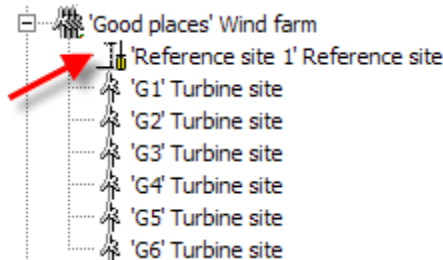 'Good places' Wind farm
'Reference site 1' Reference site
'G1' Turbine site
'G2' Turbine site
'G3' Turbine site
'G4' Turbine site
'G5' Turbine site
'G6' Turbine site